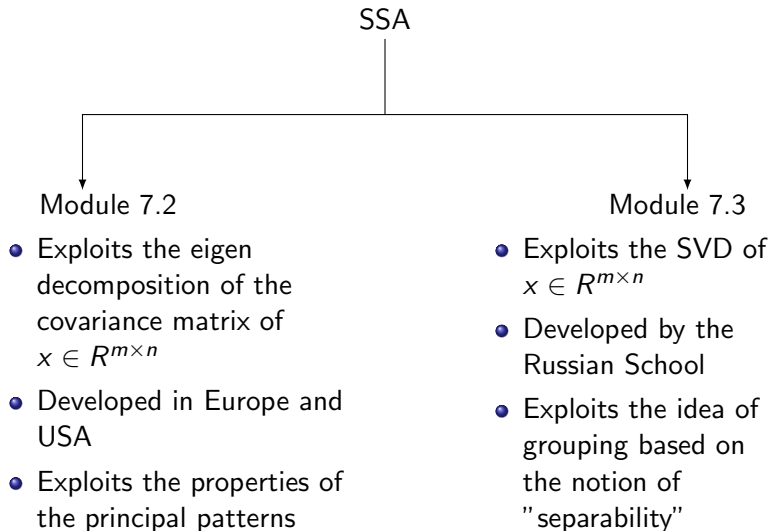 SSA
Module 7.2
Exploits the eigen
decomposition of the
covariance matrix of
x ∈ R^{m×n}
Developed in Europe and
USA
Exploits the properties of
the principal patterns
Module 7.3
Exploits the SVD of
x ∈ R^{m×n}
Developed by the
Russian School
Exploits the idea of
grouping based on
the notion of
"separability"